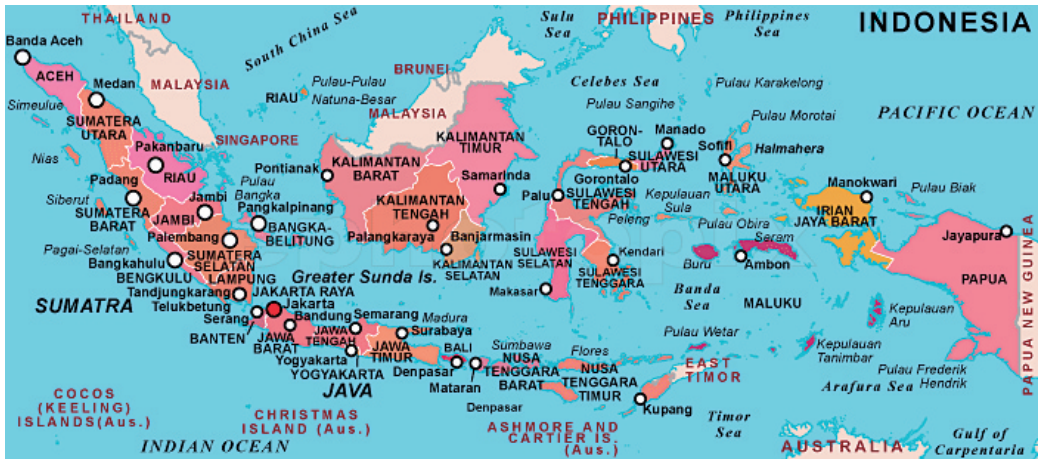 INDONESIA
THAILAND
South China Sea
Sulu
Sea
PHILIPPINES
Philippines
Sea
Banda Aceh
ACEH
Medan
MALAYSIA
Simeulue
SUMATERA
UTARA
SINGAPORE
Pulau-Pulau
RIAU
Natuna-Besar
BRUNEI
MALAYSIA
Celebes Sea
Pulau Karakelong
Pulau Sangihe
Pulau Morotai
PACIFIC OCEAN
Nias
Pakanbaru
RIAU
Padang
SUMATERA
BARAT
Siberut
Pulau
Bangka
Jambi
JAMBI
Pangkalpinang
BANGKA-
BELITUNG
Palembang
SUMATERA
SELATAN
Pagai-Selatan
Bangkahulu
BENGKULU
LAMPUNG
Tandjungkarang
Telukbetung
SUMATRA
Pontianak
KALIMANTAN
BARAT
KALIMANTAN
TIMUR
Samarinda
KALIMANTAN
TENGAH
Palangkaraya
Banjarmasin
KALIMANTAN
SELATAN
Greater Sunda Is.
GORON-
TALO
Manado
SULAWESI
UTARA
Gorontalo
Palu
SULAWESI
TENGAH
Peleng
Kepulauan
Sula
SULAWESI
SELATAN
Kendari
SULAWESI
TENGGARA
Makasar
Sofifi
Halmahera
MALUKU
UTARA
Pulau Obira
Seram
Buru
Ambon
Banda
Sea
MALUKU
Manokwari
Pulau Biak
IRIAN
JAYA BARAT
Jayapura
PAPUA
PAPUA NEW GUINEA
Kepulauan
Aru
Kepulauan
Tanimbar
Pulau Frederik
Hendrik
Arafura Sea
JAKARTA RAYA
Jakarta
Serang
BANTEN
Bandung
JAWA
BARAT
Semarang
JAWA
TENGAH
Madura
Surabaya
JAWA
TIMUR
Yogyakarta
YOGYAKARTA
JAVA
BALI
Denpasar
Mataran
Sumbawa
NUSA
TENGGARA
BARAT
Flores
NUSA
TENGGARA
TIMUR
Denpasar
Pulau Wetar
EAST
TIMOR
Kupang
Timor
Sea
COCOS
(KEELING)
ISLANDS(Aus.)
CHRISTMAS
ISLAND (Aus.)
ASHMORE AND
CARTIER IS.
(Aus.)
INDIAN OCEAN
AUSTRALIA
Gulf of
Carpentaria